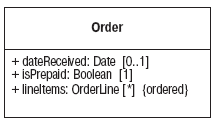 Order
+ dateReceived: Date [0..1]
+ isPrepaid: Boolean [1]
+ lineItems: OrderLine [*] {ordered}